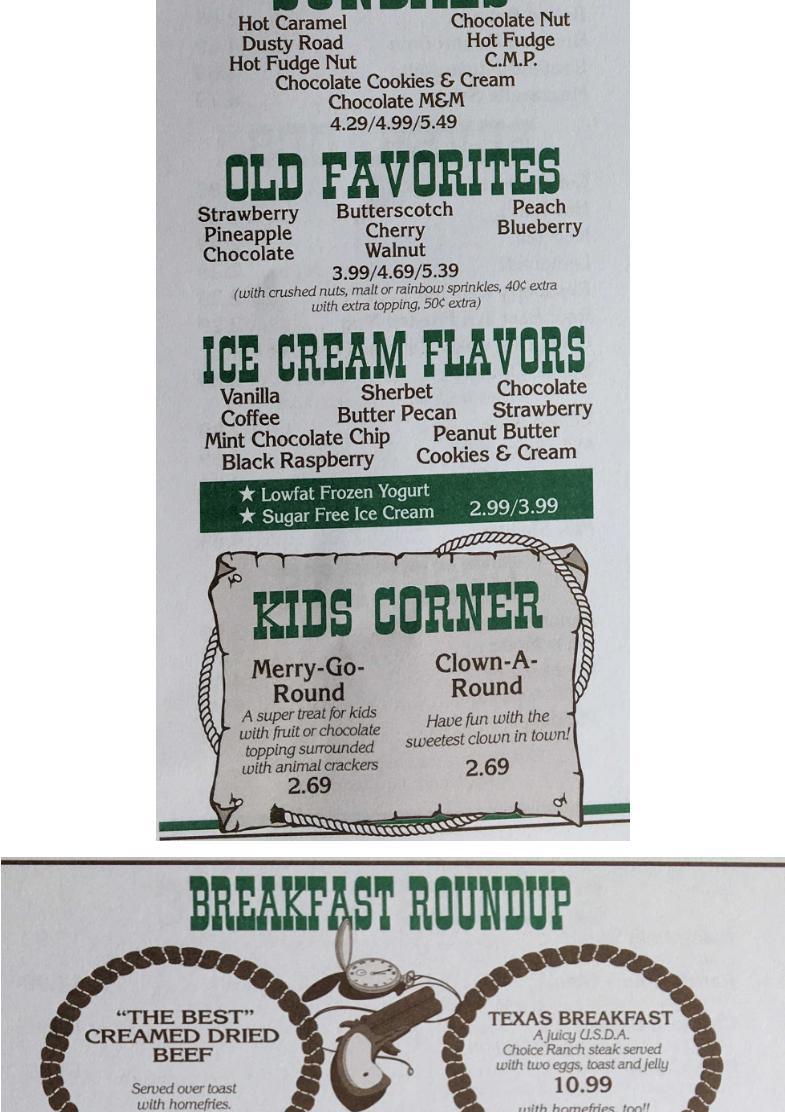 Hot Caramel Chocolate Nut
Dusty Road Hot Fudge
Hot Fudge Nut C.M.P.
Chocolate Cookies & Cream
Chocolate M&M
4.29/4.99/5.49
OLD FAVORITES
Strawberry Butterscotch Peach
Pineapple Cherry Blueberry
Chocolate Walnut
3.99/4.69/5.39
(with crushed nuts, malt or rainbow sprinkles, 40¢ extra
with extra topping, 50¢ extra)
ICE CREAM FLAVORS
Vanilla Sherbet Chocolate
Coffee Butter Pecan Strawberry
Mint Chocolate Chip Peanut Butter
Black Raspberry Cookies & Cream
★ Lowfat Frozen Yogurt
★ Sugar Free Ice Cream 2.99/3.99
KIDS CORNER
Merry-Go-
Round
A super treat for kids
with fruit or chocolate
topping surrounded
with animal crackers
2.69
Clown-A-
Round
Have fun with the
sweetest clown in town!
2.69
BREAKFAST ROUNDUP
"THE BEST"
CREAMED DRIED
BEEF
Served over toast
with homefries.
TEXAS BREAKFAST
A juicy U.S.D.A.
Choice Ranch steak served
with two eggs, toast and jelly
10.99
with homefries, too!!